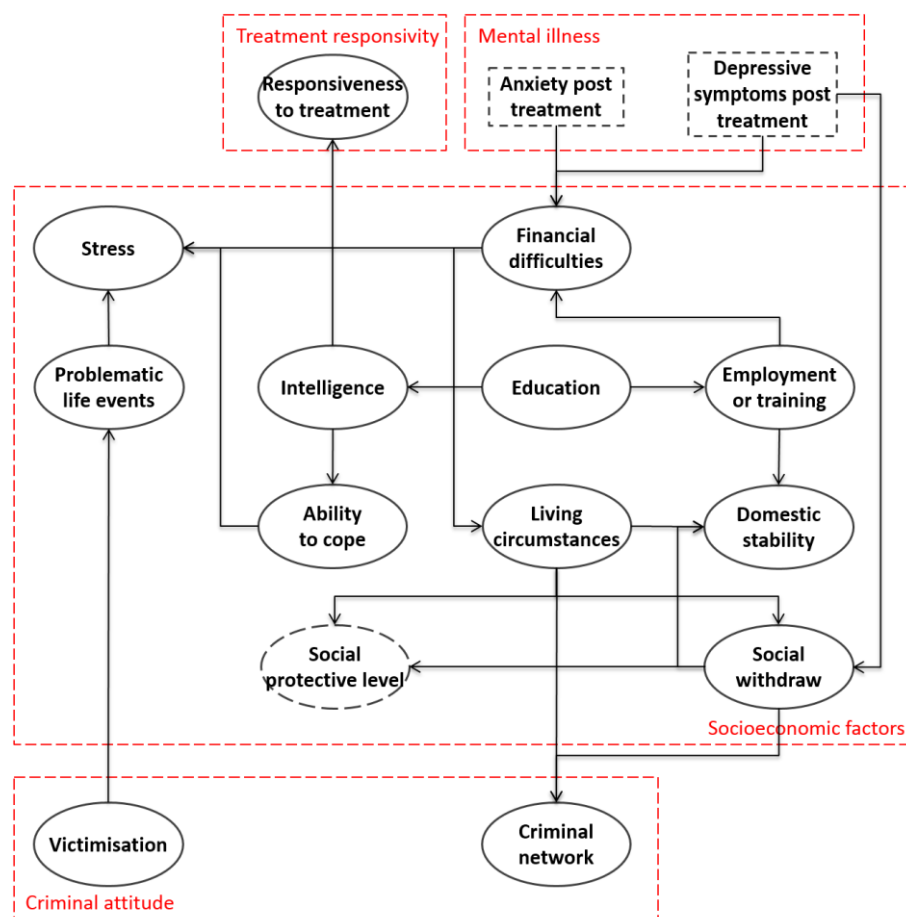 Treatment responsivity
Responsiveness
to treatment
Mental illness
Anxiety post
treatment
Depressive
symptoms post
treatment
Stress
Financial
difficulties
Problematic
life events
Intelligence
Education
Employment
or training
Ability
to cope
Living
circumstances
Domestic
stability
Social
protective level
Social
withdraw
Socioeconomic factors
Victimisation
Criminal
network
Criminal attitude